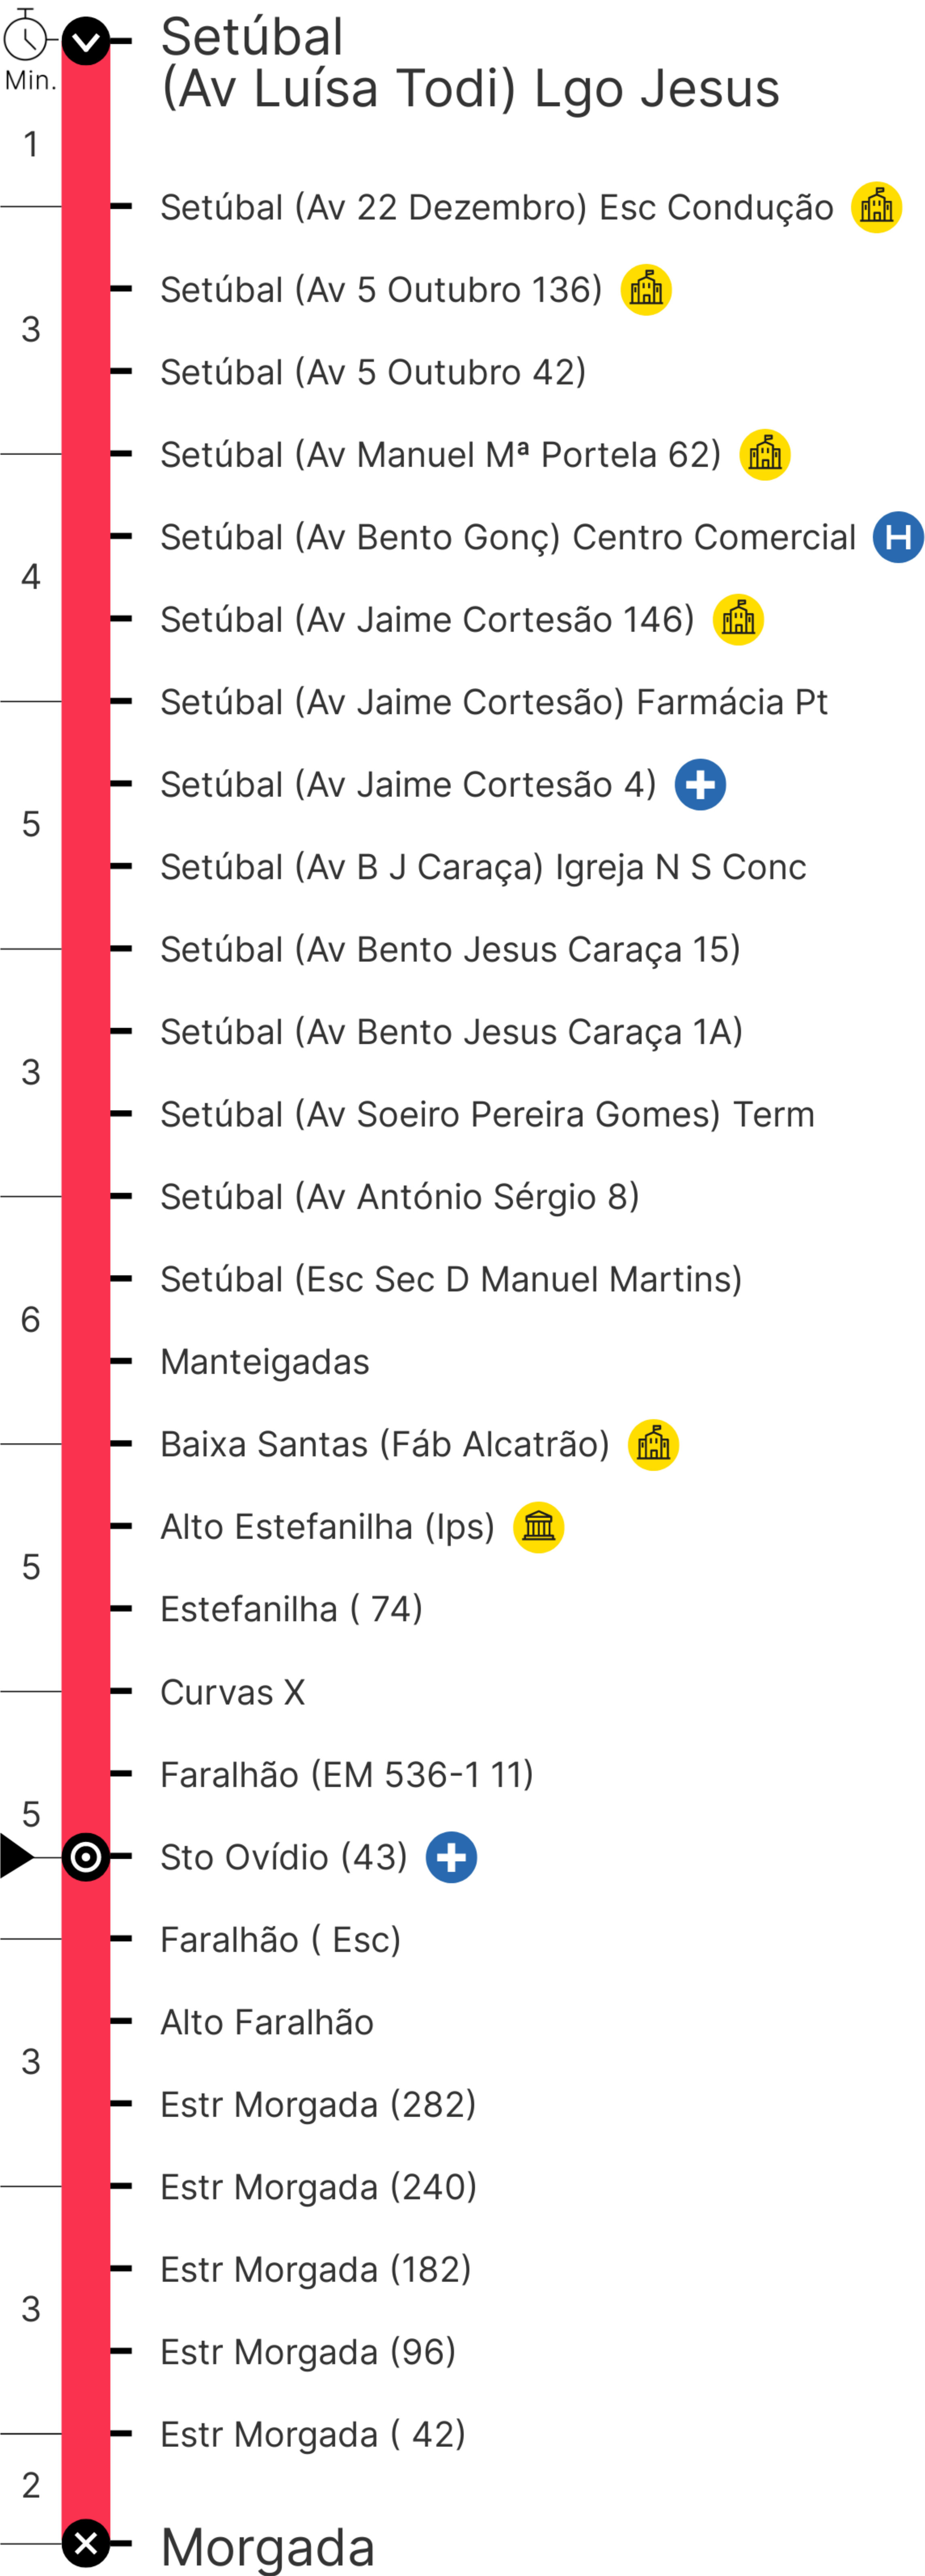 Setúbal
(Av Luísa Todi) Lgo Jesus
Min.
1
Setúbal (Av 22 Dezembro) Esc Condução
Setúbal (Av 5 Outubro 136)
3
Setúbal (Av 5 Outubro 42)
Setúbal (Av Manuel Mª Portela 62)
Setúbal (Av Bento Gonç) Centro Comercial H
4
Setúbal (Av Jaime Cortesão 146)
Setúbal (Av Jaime Cortesão) Farmácia Pt
Setúbal (Av Jaime Cortesão 4)
5
Setúbal (Av B J Caraça) Igreja N S Conc
Setúbal (Av Bento Jesus Caraça 15)
Setúbal (Av Bento Jesus Caraça 1A)
3
Setúbal (Av Soeiro Pereira Gomes) Term
Setúbal (Av António Sérgio 8)
Setúbal (Esc Sec D Manuel Martins)
6
Manteigadas
Baixa Santas (Fáb Alcatrão)
Alto Estefanilha (Ips)
5
Estefanilha ( 74)
Curvas X
Faralhão (EM 536-1 11)
5
Sto Ovídio (43)
Faralhão ( Esc)
Alto Faralhão
3
Estr Morgada (282)
Estr Morgada (240)
Estr Morgada (182)
3
Estr Morgada (96)
Estr Morgada ( 42)
2
Morgada